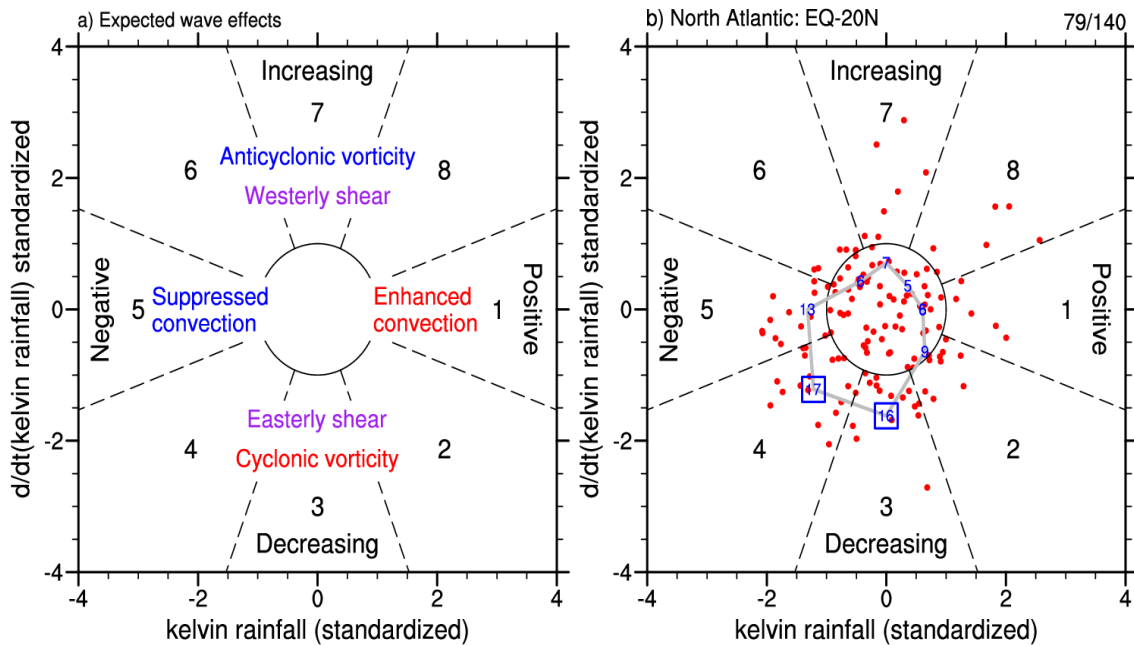 a) Expected wave effects
4
2
0
-2
-4
-4
-2
0
2
4
d/dt(kelvin rainfall) standardized
kelvin rainfall (standardized)
Increasing
7
6
8
Anticyclonic vorticity
Westerly shear
Negative
5
Suppressed
convection
Enhanced
convection
1
Positive
Easterly shear
Cyclonic vorticity
4
2
3
Decreasing
b) North Atlantic: EQ-20N
79/140
4
2
0
-2
-4
-4
-2
0
2
4
d/dt(kelvin rainfall) standardized
kelvin rainfall (standardized)
Increasing
7
6
8
Negative
5
1
Positive
4
2
3
Decreasing
7
6
5
13
6
9
17
16